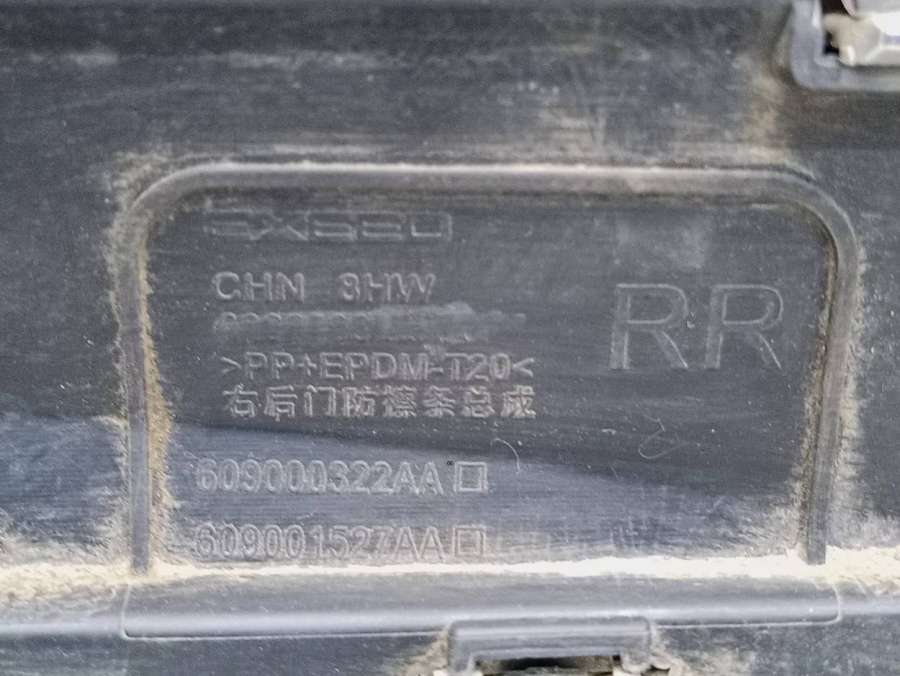 EXEED
CHN 8HW
RR
>PP+EPDM-T20<
右后门防擦条总成
609000322AA
609001527AA